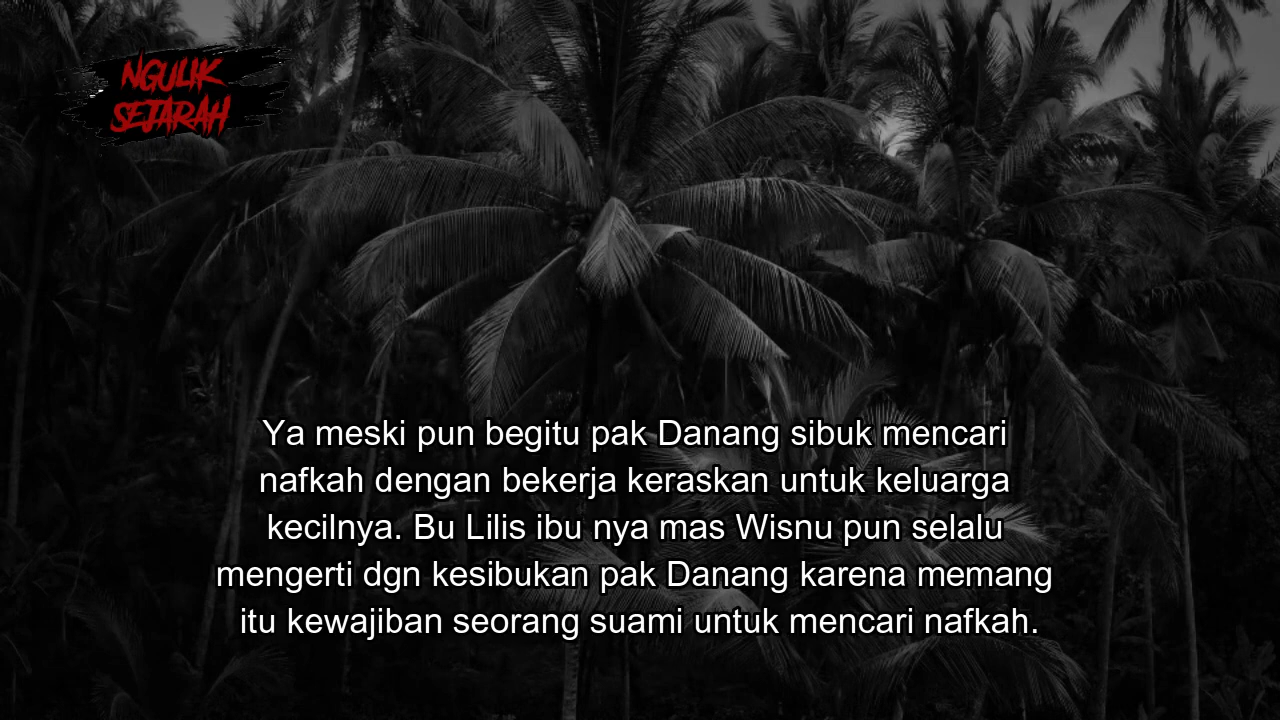 NGULIK
SEJARAH
Ya meski pun begitu pak Danang sibuk mencari
nafkah dengan bekerja keraskan untuk keluarga
kecilnya. Bu Lilis ibu nya mas Wisnu pun selalu
mengerti dgn kesibukan pak Danang karena memang
itu kewajiban seorang suami untuk mencari nafkah.